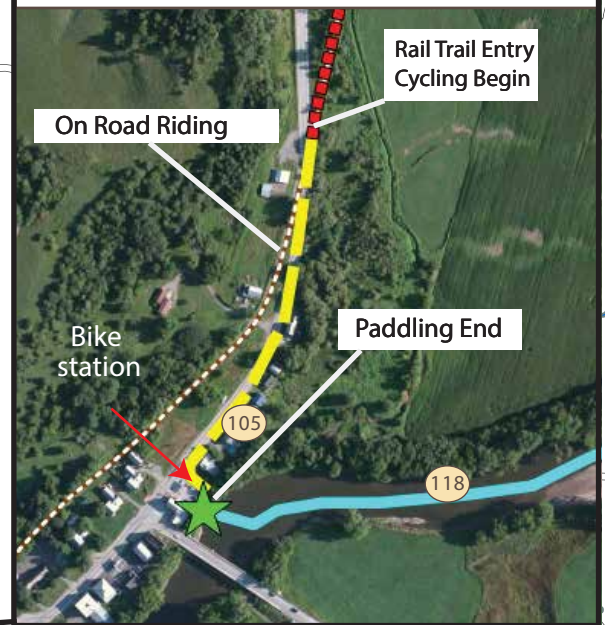 Rail Trail Entry
Cycling Begin
On Road Riding
Paddling End
Bike
station
105
118